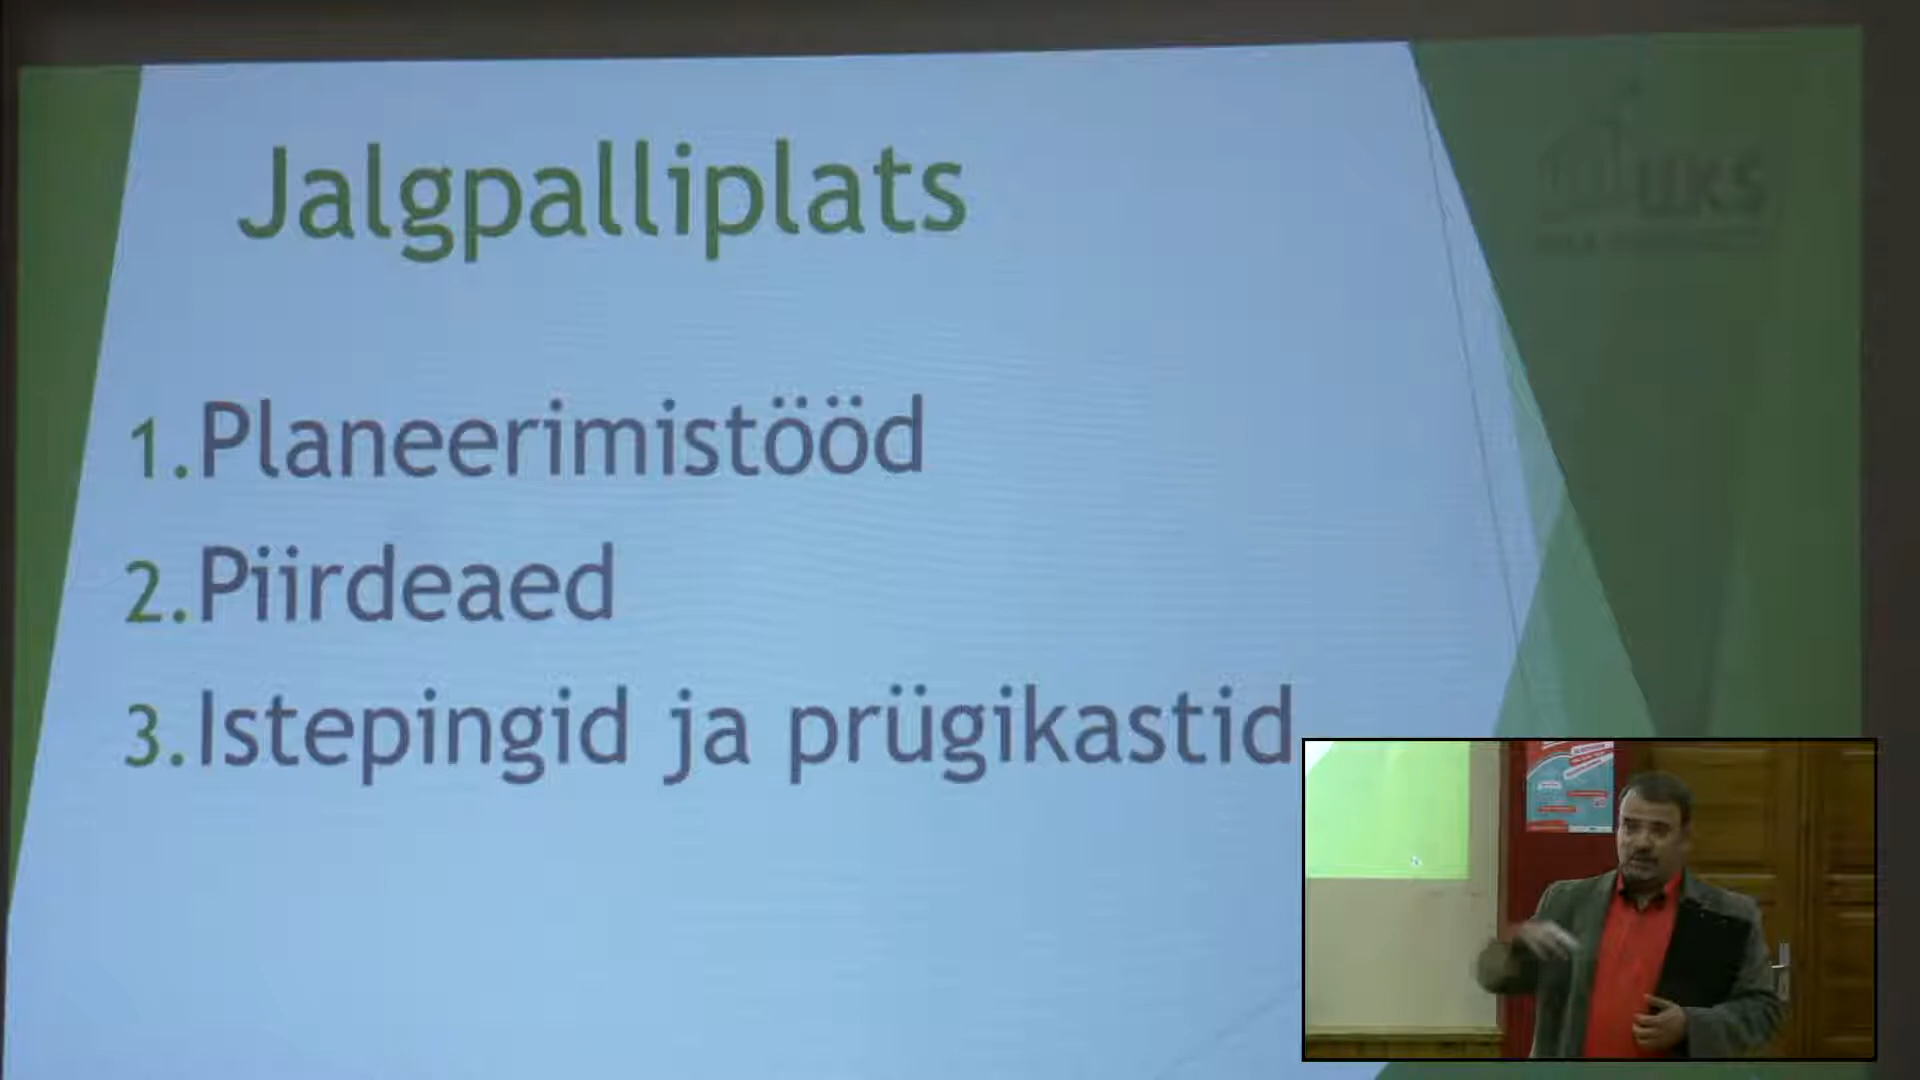 Jalgpalliplats
1. Planeerimistööd
2. Piirdeaed
3. Istepingid ja prügikastid